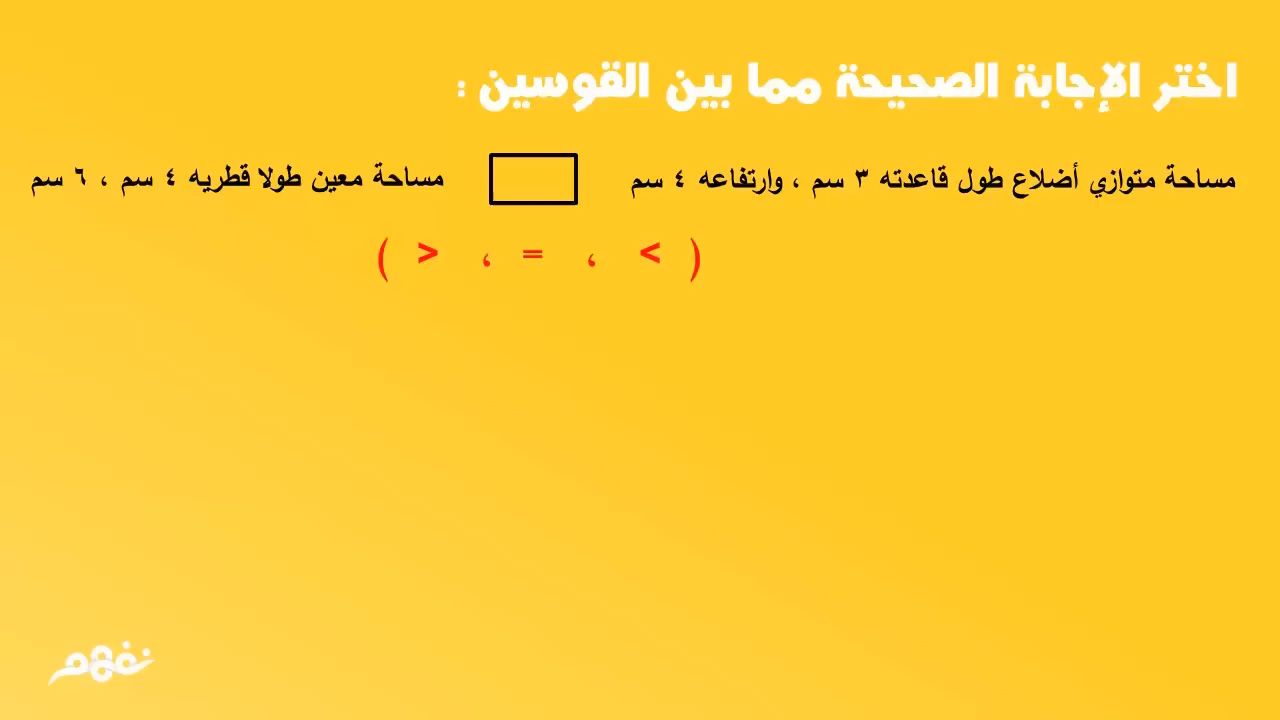 اختر الإجابة الصحيحة مما بين القوسين :
مساحة متوازي أضلاع طول قاعدته ٣ سم ، وارتفاعه ٤ سم مساحة معين طولا قطريه ٤ سم ، ٦ سم
( < ، = ، > )
نفهم